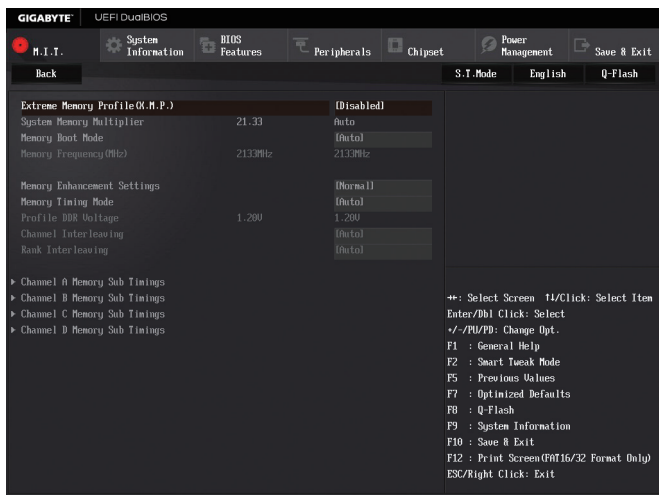 GIGABYTE™ UEFI DualBIOS
M.I.T. System Information BIOS Features Peripherals Chipset Power Management Save & Exit
Back S.T.Mode English Q-Flash
Extreme Memory Profile(X.M.P.) [Disabled]
System Memory Multiplier 21.33 Auto
Memory Boot Mode [Auto]
Memory Frequency(MHz) 2133MHz 2133MHz
Memory Enhancement Settings [Normal]
Memory Timing Mode [Auto]
Profile DDR Voltage 1.20V 1.20V
Channel Interleaving [Auto]
Rank Interleaving [Auto]
Channel A Memory Sub Timings
Channel B Memory Sub Timings
Channel C Memory Sub Timings
Channel D Memory Sub Timings
→←: Select Screen ↑↓/Click: Select Item
Enter/Dbl Click: Select
+/-/PU/PD: Change Opt.
F1 : General Help
F2 : Smart Tweak Mode
F5 : Previous Values
F7 : Optimized Defaults
F8 : Q-Flash
F9 : System Information
F10 : Save & Exit
F12 : Print Screen(FAT16/32 Format Only)
ESC/Right Click: Exit